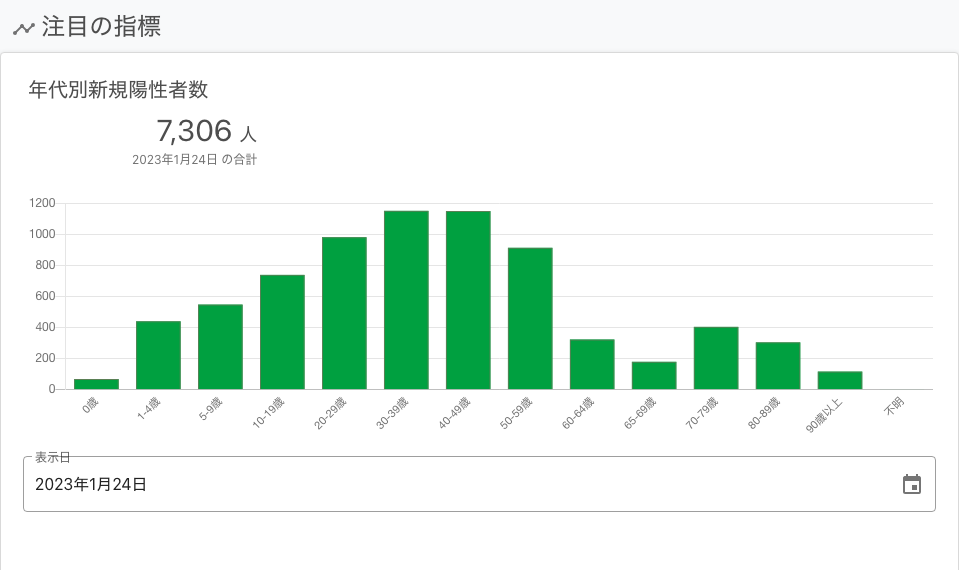 注目の指標
年代別新規陽性者数
7,306 人
2023年1月24日 の合計
1200
1000
800
600
400
200
0
0歳 1-4歳 5-9歳 10-19歳 20-29歳 30-39歳 40-49歳 50-59歳 60-64歳 65-69歳 70-79歳 80-89歳 90歳以上 不明
表示日
2023年1月24日